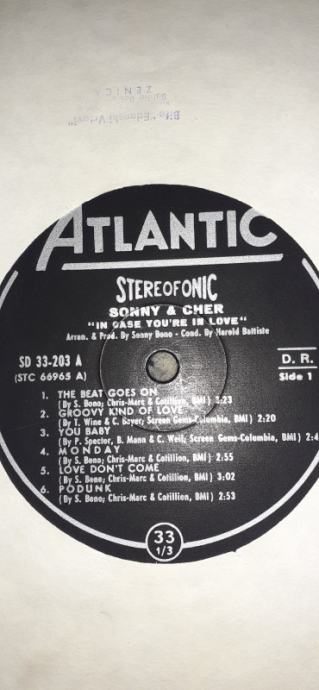 ZENICA
ATLANTIC
STEREOFONIC
SONNY & CHER
"IN CASE YOU'RE IN LOVE"
Arran. & Prod. By Sonny Bono - Cond. By Harold Battiste
SD 33-203 A
(STC 66965 A)
D. R.
Side 1
1. THE BEAT GOES ON
(By S. Bono; Chris-Marc & Cotillion, BMI) 3:23
2. GROOVY KIND OF LOVE
(By T. Wine & C. Bayer; Screen Gems-Columbia, BMI) 2:20
3. YOU BABY
(By P. Spector, B. Mann & C. Weil; Screen Gems-Columbia, BMI) 2:4
4. MONDAY
(By S. Bono; Chris-Marc & Cotillion, BMI) 2:55
5. LOVE DON'T COME
(By S. Bono; Chris-Marc & Cotillion, BMI) 3:02
6. PODUNK
(By S. Bono; Chris-Marc & Cotillion, BMI) 2:53
33
1/3